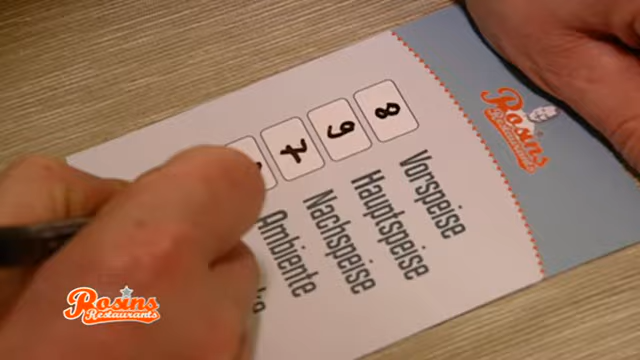 Rosins
Restaurants
Vorspeise 8
Hauptspeise 9
Nachspeise 7
Ambiente
Rosins
Restaurants